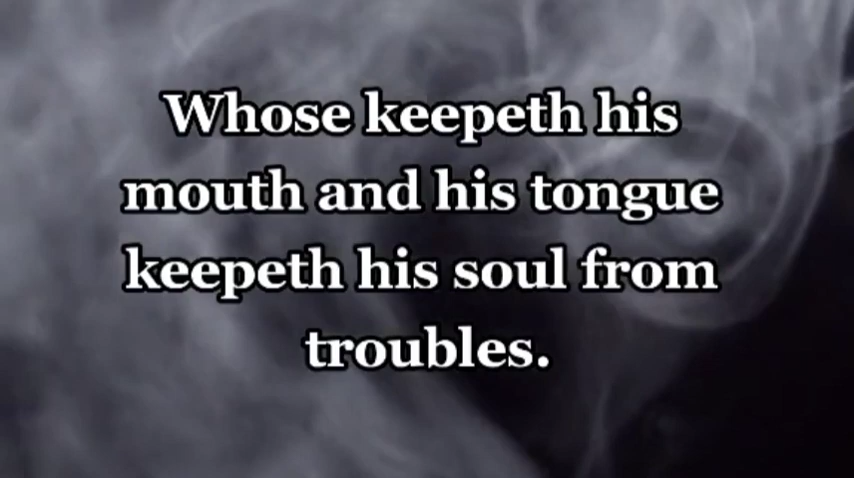 Whose keepeth his
mouth and his tongue
keepeth his soul from
troubles.